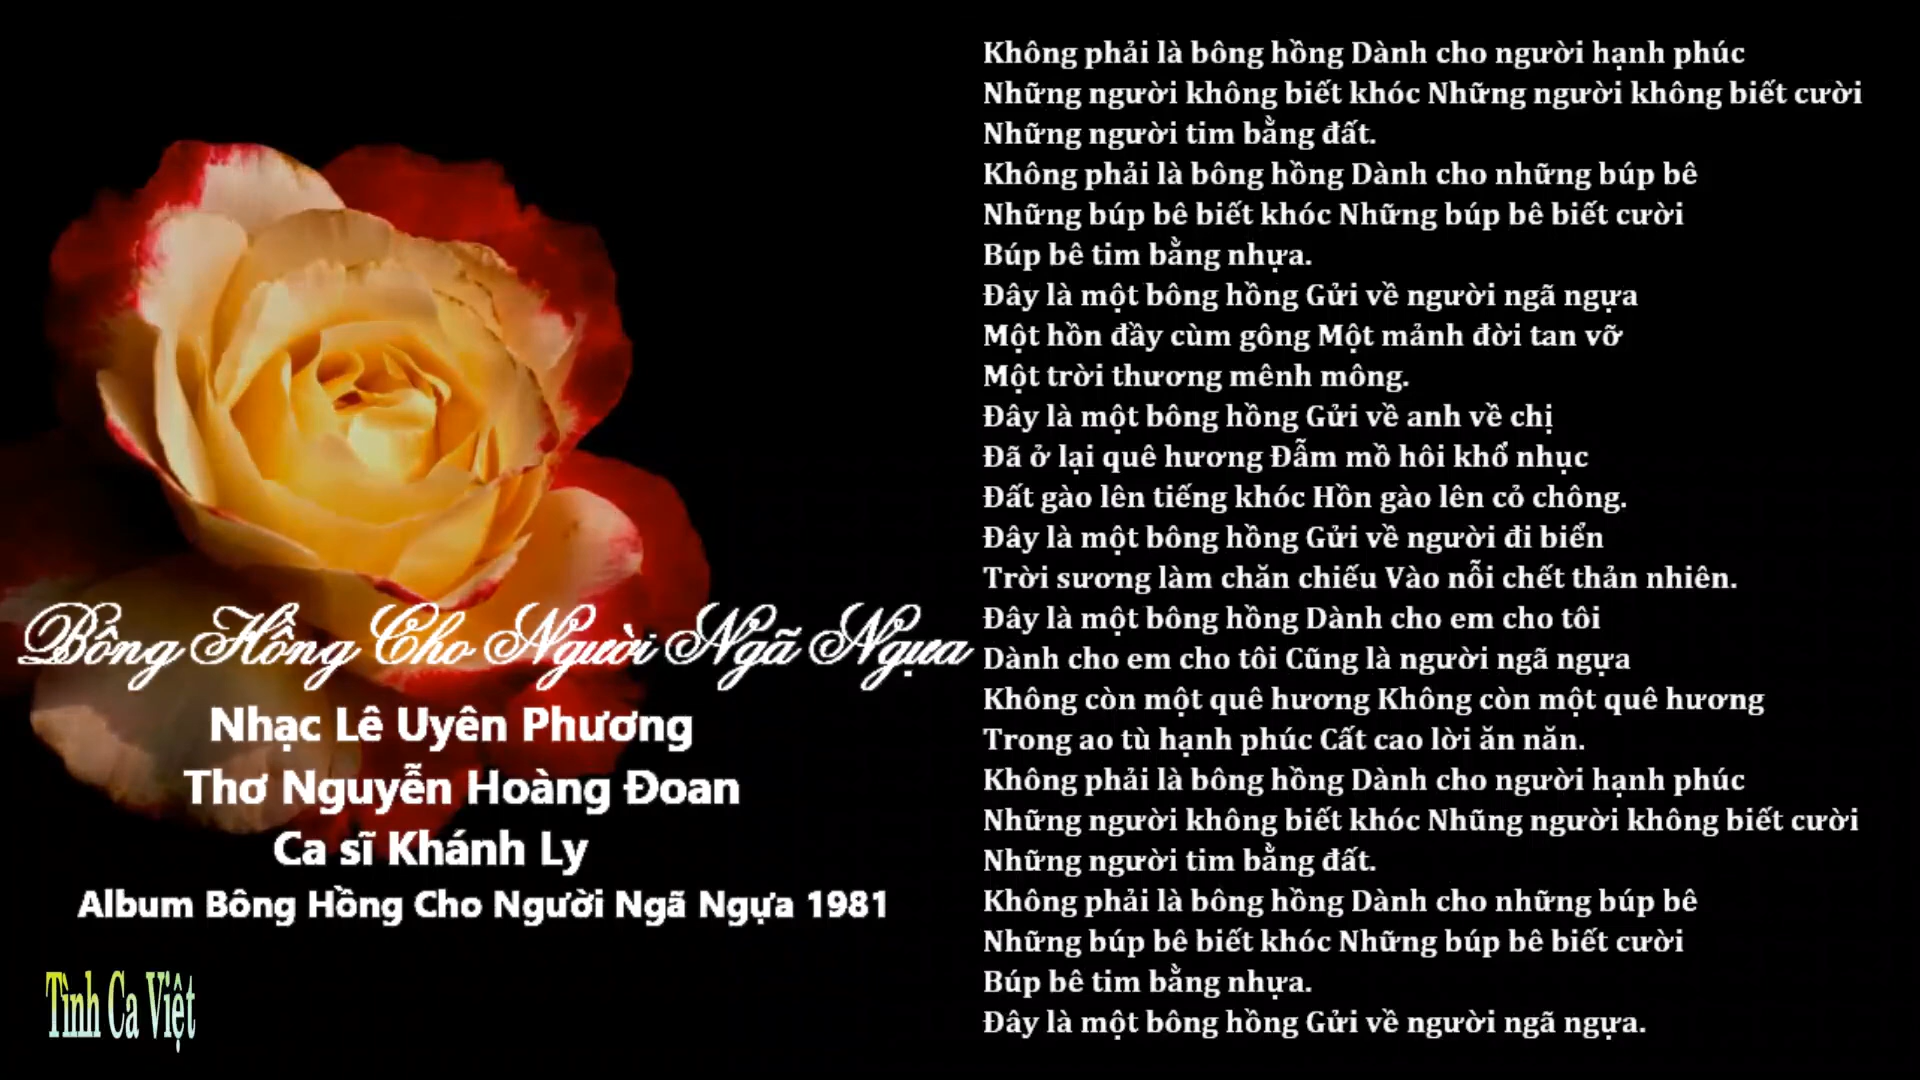 Bông Hồng Cho Người Ngã Ngựa
Nhạc Lê Uyên Phương
Thơ Nguyễn Hoàng Đoan
Ca sĩ Khánh Ly
Album Bông Hồng Cho Người Ngã Ngựa 1981
Tình Ca Việt
Không phải là bông hồng Dành cho người hạnh phúc
Những người không biết khóc Những người không biết cười
Những người tim bằng đất.
Không phải là bông hồng Dành cho những búp bê
Những búp bê biết khóc Những búp bê biết cười
Búp bê tim bằng nhựa.
Đây là một bông hồng Gửi về người ngã ngựa
Một hồn đầy cùm gông Một mảnh đời tan vỡ
Một trời thương mênh mông.
Đây là một bông hồng Gửi về anh về chị
Đã ở lại quê hương Đẫm mồ hôi khổ nhục
Đất gào lên tiếng khóc Hồn gào lên cỏ chông.
Đây là một bông hồng Gửi về người đi biển
Trời sương làm chăn chiếu Vào nỗi chết thản nhiên.
Đây là một bông hồng Dành cho em cho tôi
Dành cho em cho tôi Cũng là người ngã ngựa
Không còn một quê hương Không còn một quê hương
Trong ao tù hạnh phúc Cất cao lời ăn năn.
Không phải là bông hồng Dành cho người hạnh phúc
Những người không biết khóc Nhũng người không biết cười
Những người tim bằng đất.
Không phải là bông hồng Dành cho những búp bê
Những búp bê biết khóc Những búp bê biết cười
Búp bê tim bằng nhựa.
Đây là một bông hồng Gửi về người ngã ngựa.